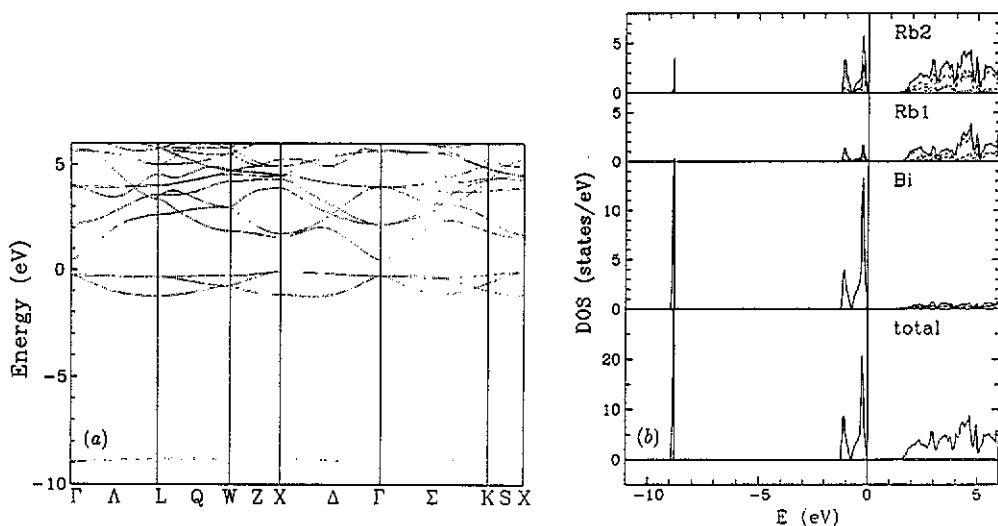 5
0
−5
−10
Energy (eV)
(a)
Γ Λ L Q W Z X Δ Γ Σ K S X
Rb2
5
0
Rb1
5
0
Bi
10
5
0
total
20
10
0
DOS (states/eV)
(b)
−10 −5 0 5
E (eV)